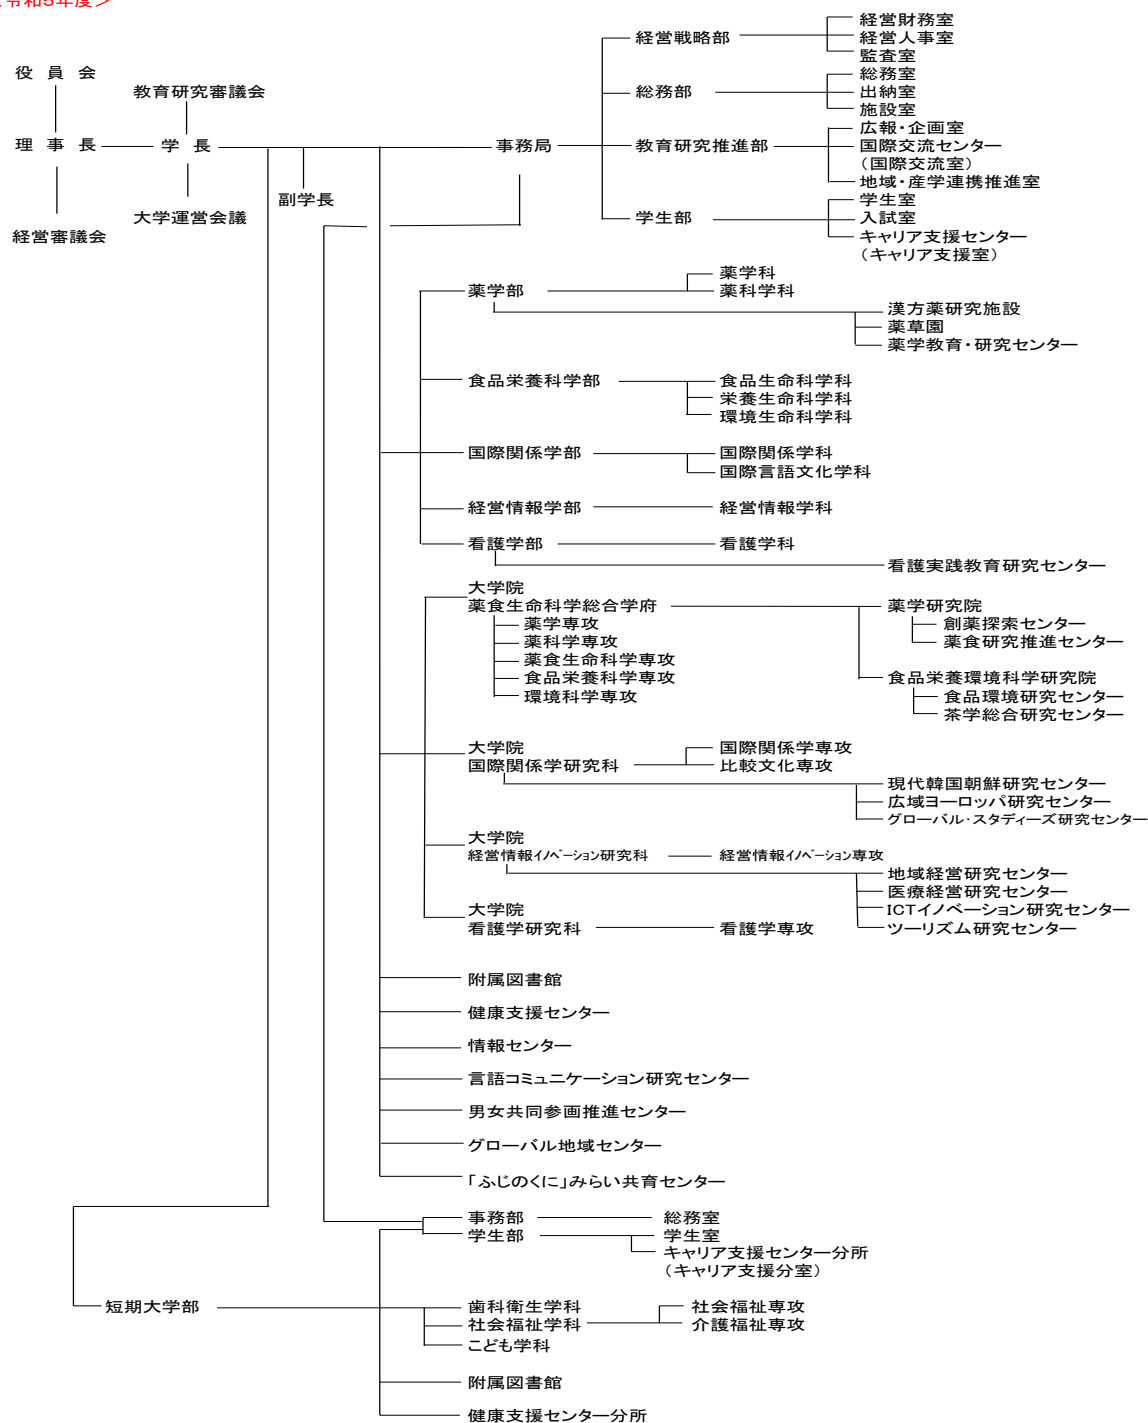 令和5年度＞
経営財務室
経営戦略部
経営人事室
監査室
役　員　会
総務室
教育研究審議会
総務部
出納室
施設室
広報・企画室
理　事　長
学　長
事務局
教育研究推進部
国際交流センター
(国際交流室)
地域・産学連携推進室
副学長
学生室
経営審議会
大学運営会議
学生部
入試室
キャリア支援センター
(キャリア支援室)
薬学科
薬学部
薬科学科
漢方薬研究施設
薬草園
薬学教育・研究センター
食品栄養科学部
食品生命科学科
栄養生命科学科
環境生命科学科
国際関係学部
国際関係学科
国際言語文化学科
経営情報学部
経営情報学科
看護学部
看護学科
看護実践教育研究センター
大学院
薬食生命科学総合学府
薬学研究院
薬学専攻
創薬探索センター
薬科学専攻
薬食研究推進センター
薬食生命科学専攻
食品栄養科学専攻
食品栄養環境科学研究院
環境科学専攻
食品環境研究センター
茶学総合研究センター
大学院
国際関係学専攻
国際関係学研究科
比較文化専攻
現代韓国朝鮮研究センター
広域ヨーロッパ研究センター
グローバル・スタディーズ研究センター
大学院
経営情報イノベーション研究科
経営情報イノベーション専攻
地域経営研究センター
医療経営研究センター
ICTイノベーション研究センター
ツーリズム研究センター
大学院
看護学研究科
看護学専攻
附属図書館
健康支援センター
情報センター
言語コミュニケーション研究センター
男女共同参画推進センター
グローバル地域センター
「ふじのくに」みらい共育センター
事務部
総務室
学生部
学生室
キャリア支援センター分所
(キャリア支援分室)
短期大学部
歯科衛生学科
社会福祉専攻
社会福祉学科
介護福祉専攻
こども学科
附属図書館
健康支援センター分所